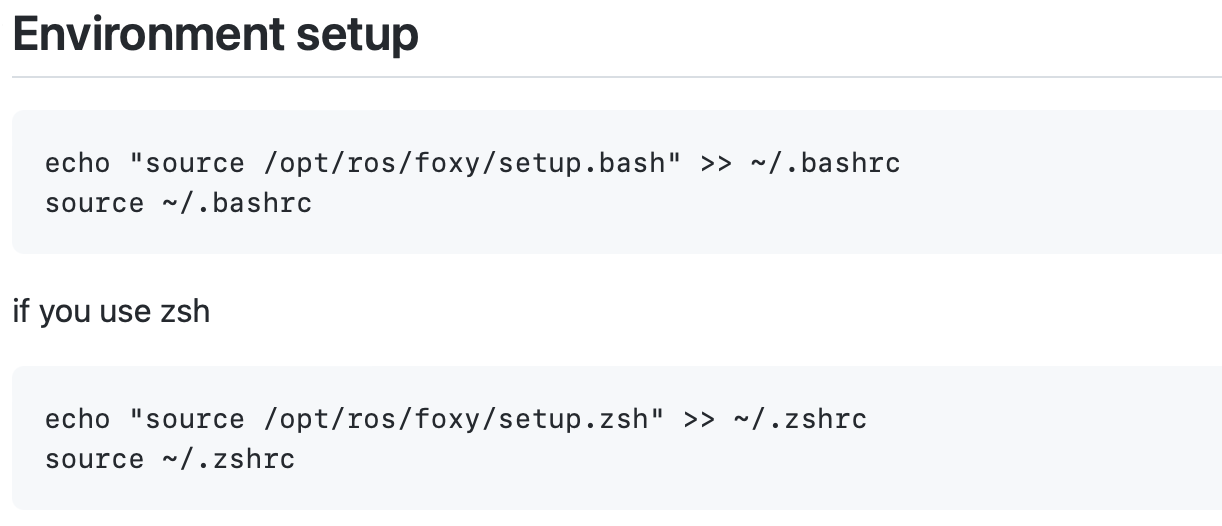 Environment setup
echo "source /opt/ros/foxy/setup.bash" >> ~/.bashrc
source ~/.bashrc
if you use zsh
echo "source /opt/ros/foxy/setup.zsh" >> ~/.zshrc
source ~/.zshrc